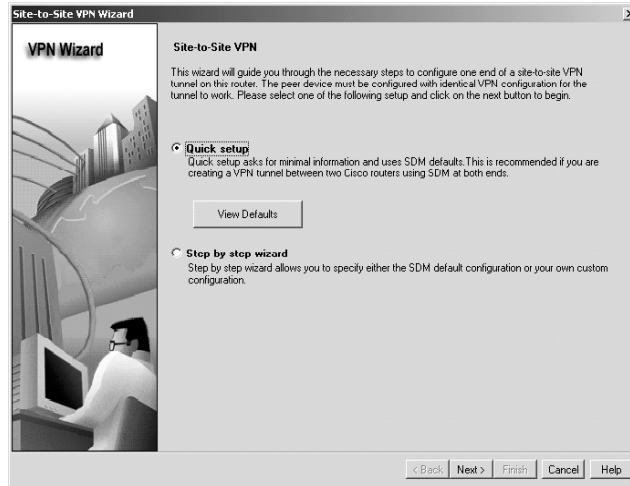 Site-to-Site VPN Wizard
VPN Wizard
Site-to-Site VPN
This wizard will guide you through the necessary steps to configure one end of a site-to-site VPN
tunnel on this router. The peer device must be configured with identical VPN configuration for the
tunnel to work. Please select one of the following setup and click on the next button to begin.
Quick setup
Quick setup asks for minimal information and uses SDM defaults.This is recommended if you are
creating a VPN tunnel between two Cisco routers using SDM at both ends.
View Defaults
Step by step wizard
Step by step wizard allows you to specify either the SDM default configuration or your own custom
configuration.
< Back
Next >
Finish
Cancel
Help